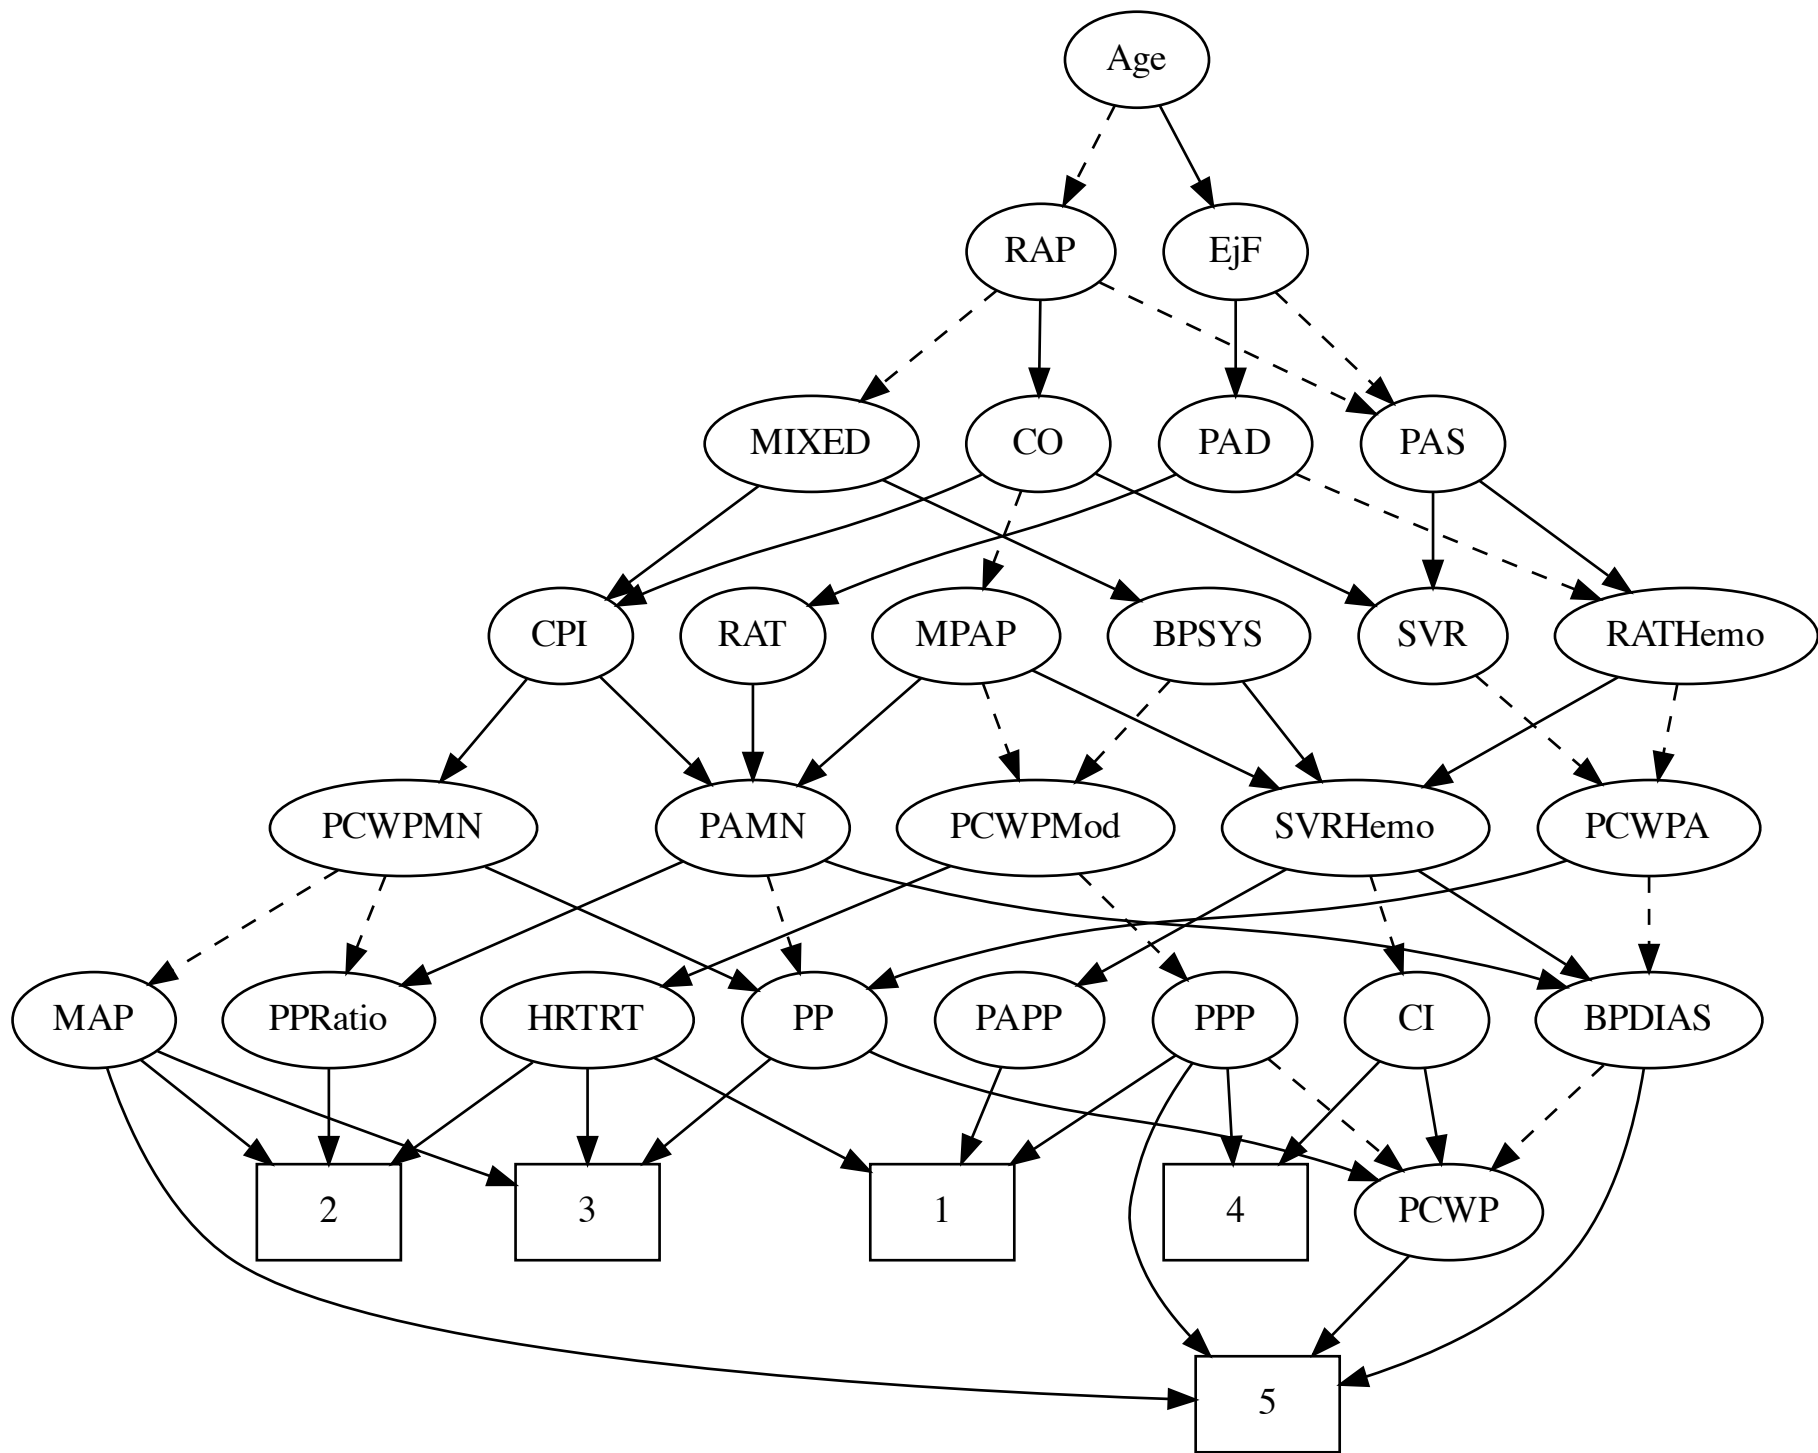 Age
RAP
EjF
MIXED
CO
PAD
PAS
CPI
RAT
MPAP
BPSYS
SVR
RATHemo
PCWPMN
PAMN
PCWPMod
SVRHemo
PCWPA
MAP
PPRatio
HRTRT
PP
PAPP
PPP
CI
BPDIAS
2
3
1
4
PCWP
5